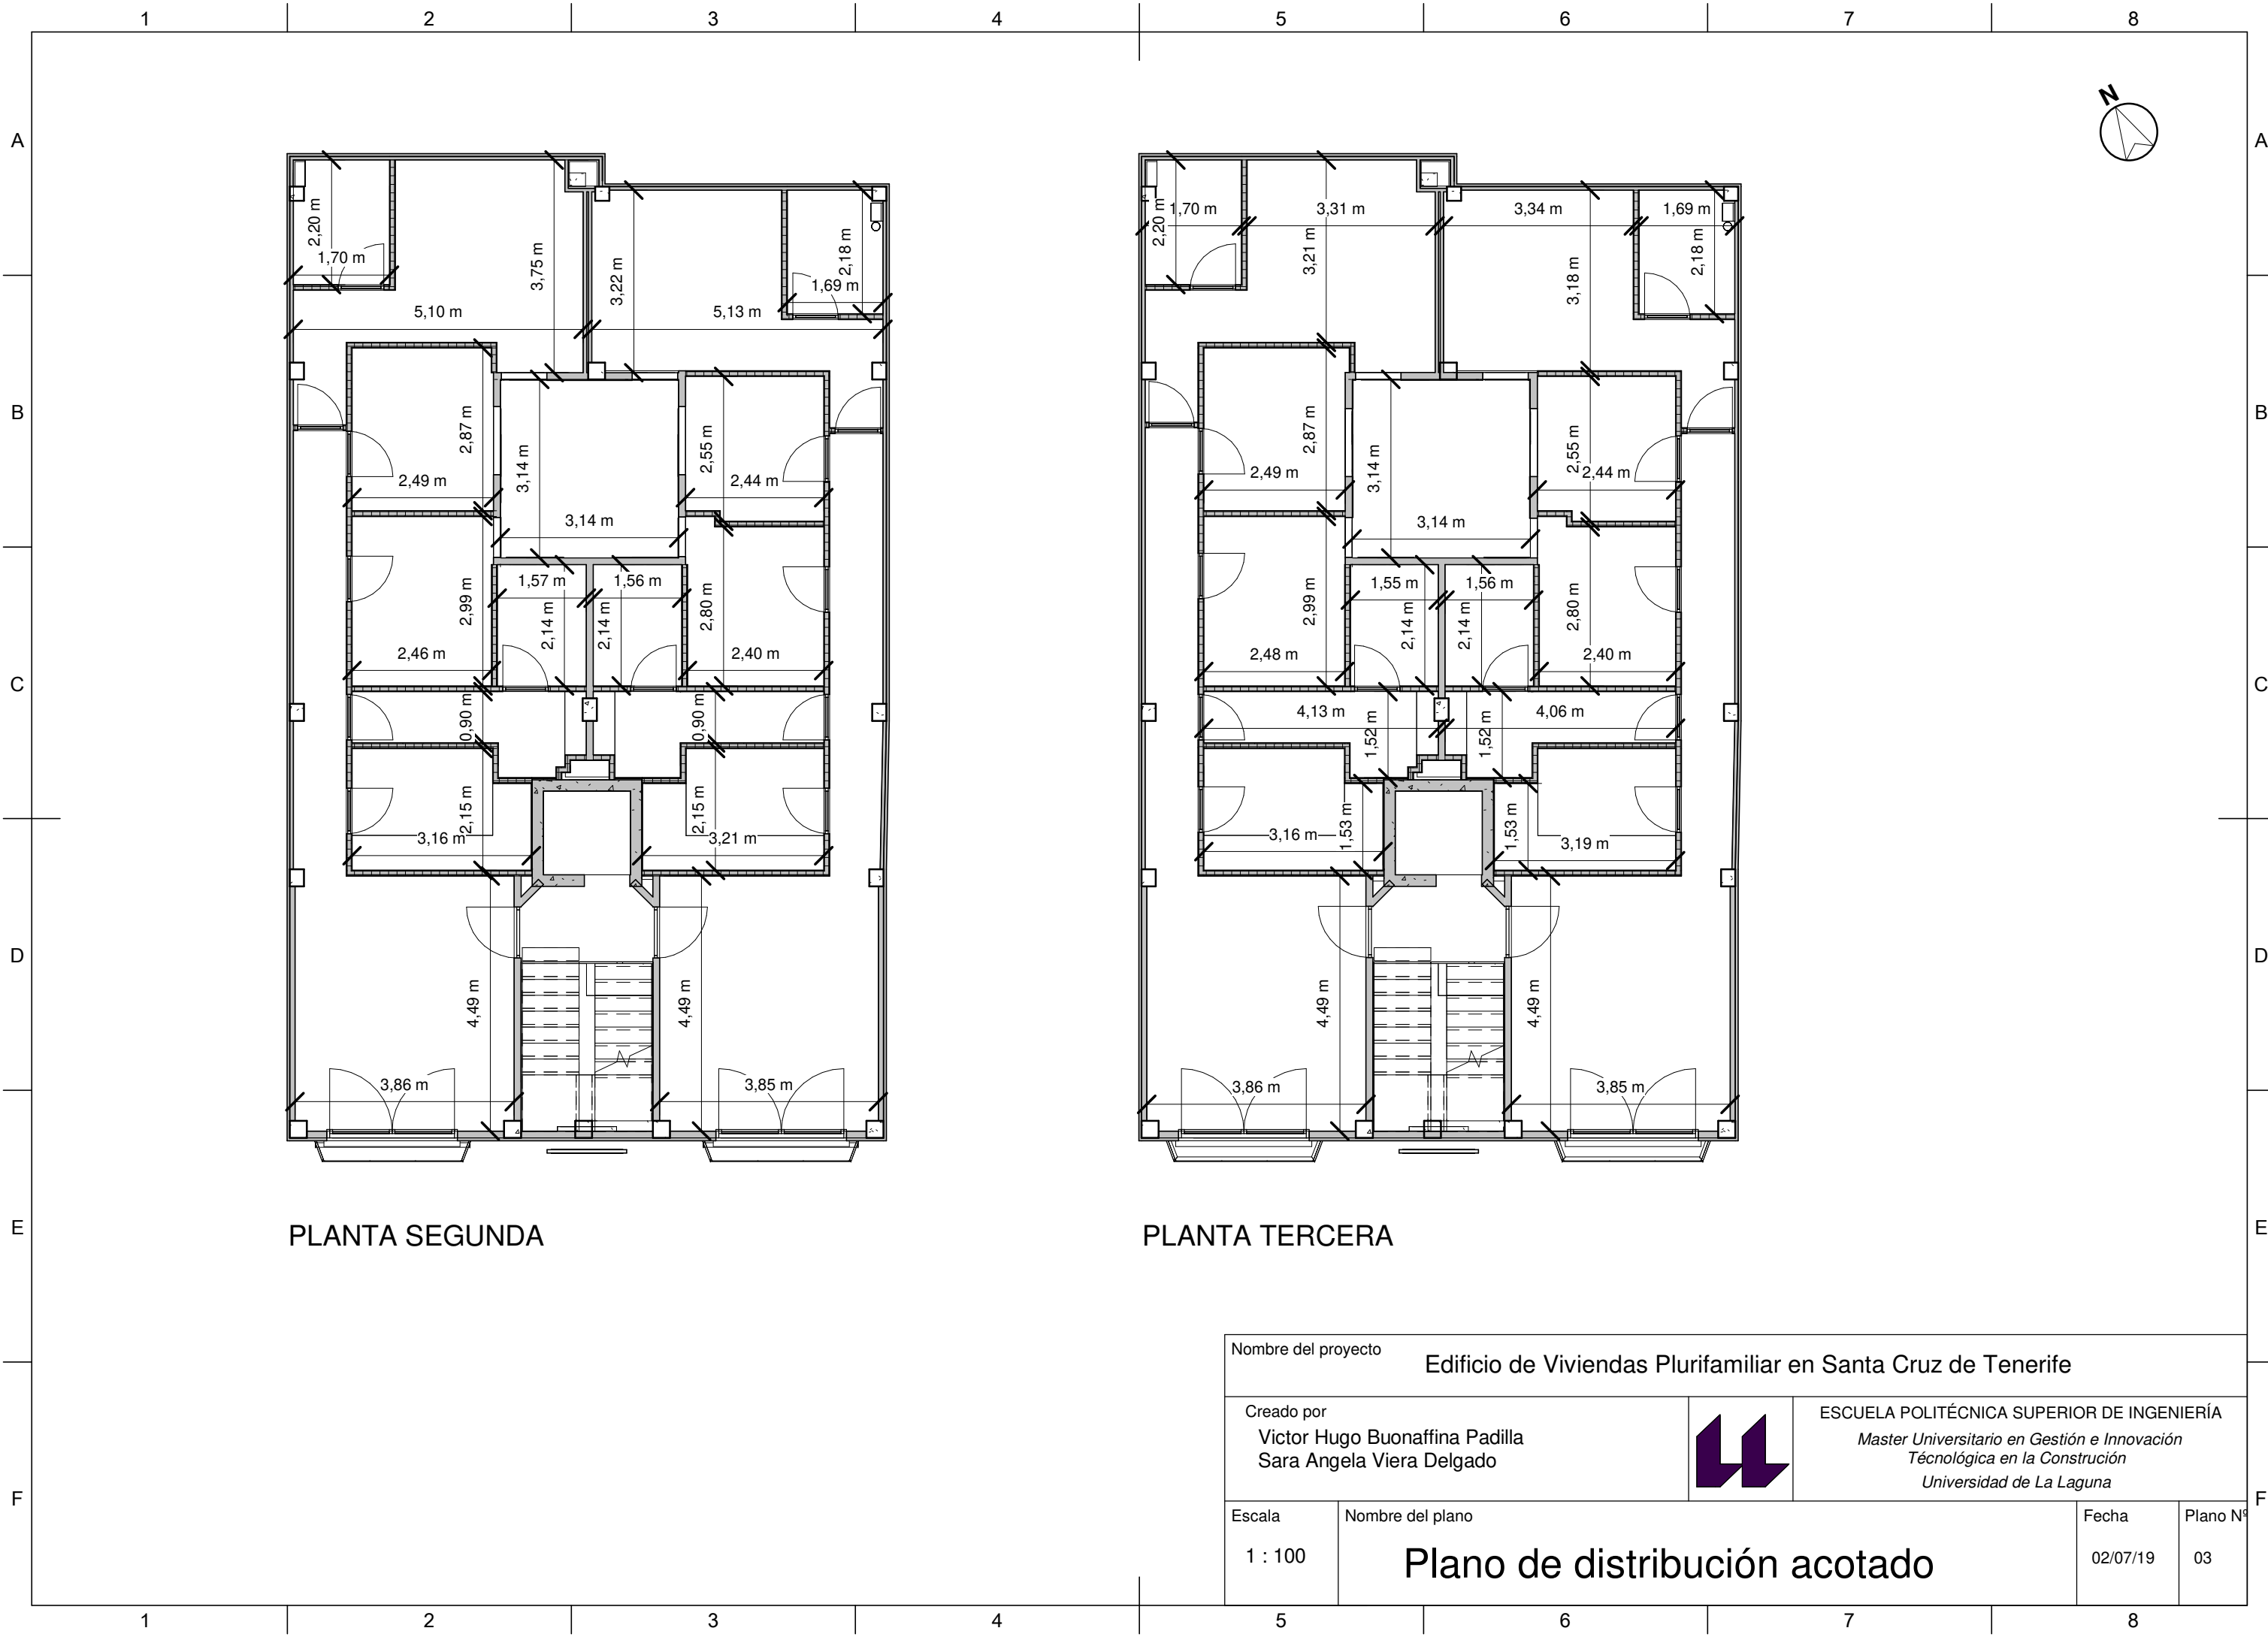 1 2 3 4 5 6 7 8
A A
B B
C C
D D
E E
F F
N
2,20 m
1,70 m
3,75 m
3,22 m
2,18 m
1,69 m
5,10 m
5,13 m
2,87 m
2,49 m
3,14 m
3,14 m
2,55 m
2,44 m
2,99 m
2,46 m
1,57 m
1,56 m
2,14 m
2,14 m
2,80 m
2,40 m
0,90 m
0,90 m
2,15 m
3,16 m
2,15 m
3,21 m
4,49 m
4,49 m
3,86 m
3,85 m
PLANTA SEGUNDA
2,20 m
1,70 m
3,31 m
3,34 m
1,69 m
3,21 m
3,18 m
2,18 m
2,87 m
2,49 m
3,14 m
3,14 m
2,55 m
2,44 m
2,99 m
2,48 m
1,55 m
1,56 m
2,14 m
2,14 m
2,80 m
2,40 m
4,13 m
4,06 m
1,52 m
1,52 m
3,16 m
1,53 m
1,53 m
3,19 m
4,49 m
4,49 m
3,86 m
3,85 m
PLANTA TERCERA
Nombre del proyecto
Edificio de Viviendas Plurifamiliar en Santa Cruz de Tenerife
Creado por
Victor Hugo Buonaffina Padilla
Sara Angela Viera Delgado
ESCUELA POLITÉCNICA SUPERIOR DE INGENIERÍA
Master Universitario en Gestión e Innovación
Técnológica en la Construción
Universidad de La Laguna
Escala
1 : 100
Nombre del plano
Plano de distribución acotado
Fecha
02/07/19
Plano Nº
03
1 2 3 4 5 6 7 8